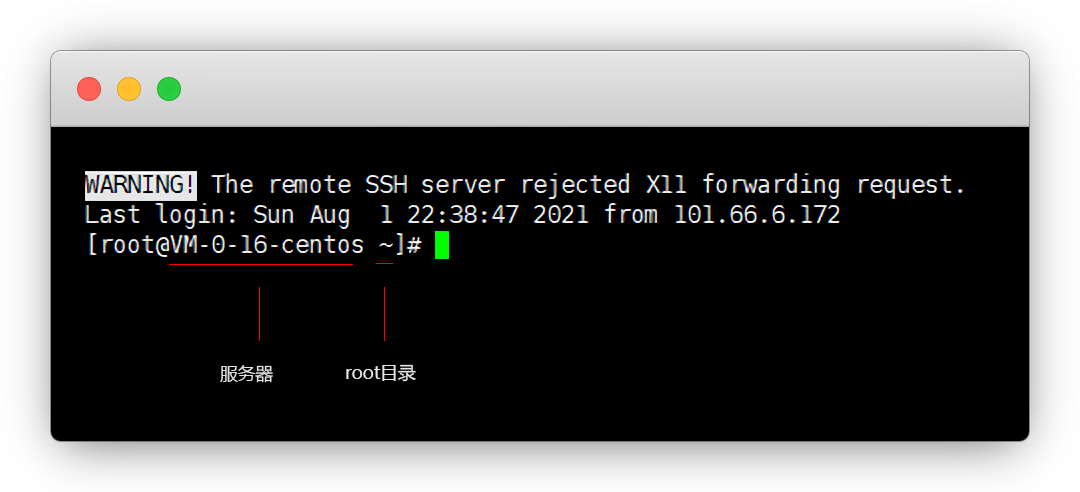 WARNING! The remote SSH server rejected X11 forwarding request.
Last login: Sun Aug  1 22:38:47 2021 from 101.66.6.172
[root@VM-0-16-centos ~]#
服务器
root目录